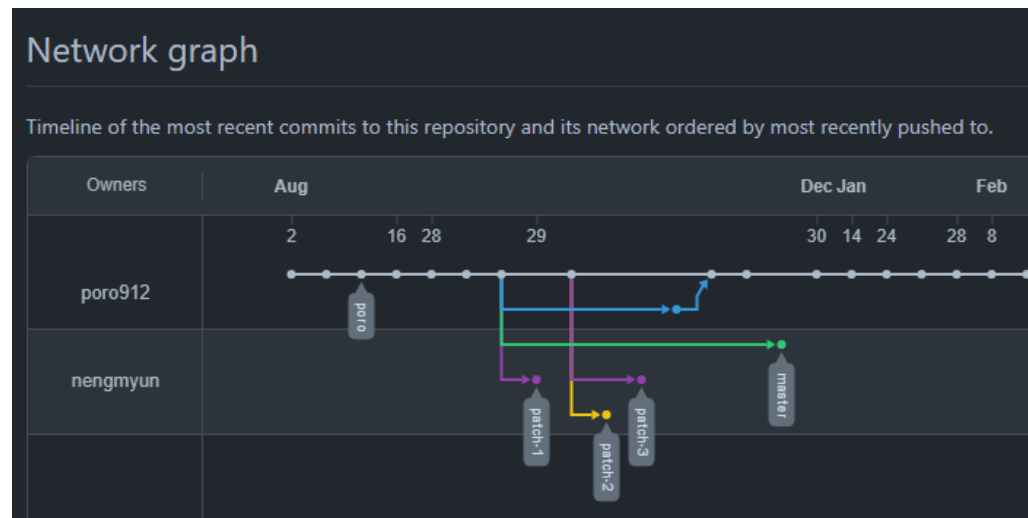 Network graph
Timeline of the most recent commits to this repository and its network ordered by most recently pushed to.
Owners Aug Dec Jan Feb
2 16 28 29 30 14 24 28 8
poro912
poro
nengmyun
master
patch-1
patch-3
patch-2